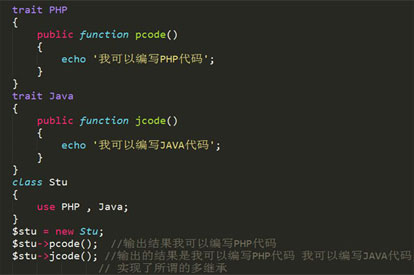 trait PHP
{
    public function pcode()
    {
        echo '我可以编写PHP代码';
    }
}
trait Java
{
    public function jcode()
    {
        echo '我可以编写JAVA代码';
    }
}
class Stu
{
    use PHP , Java;
}
$stu = new Stu;
$stu->pcode();  //输出结果我可以编写PHP代码
$stu->jcode(); //输出的结果是我可以编写PHP代码 我可以编写JAVA代码
// 实现了所谓的多继承